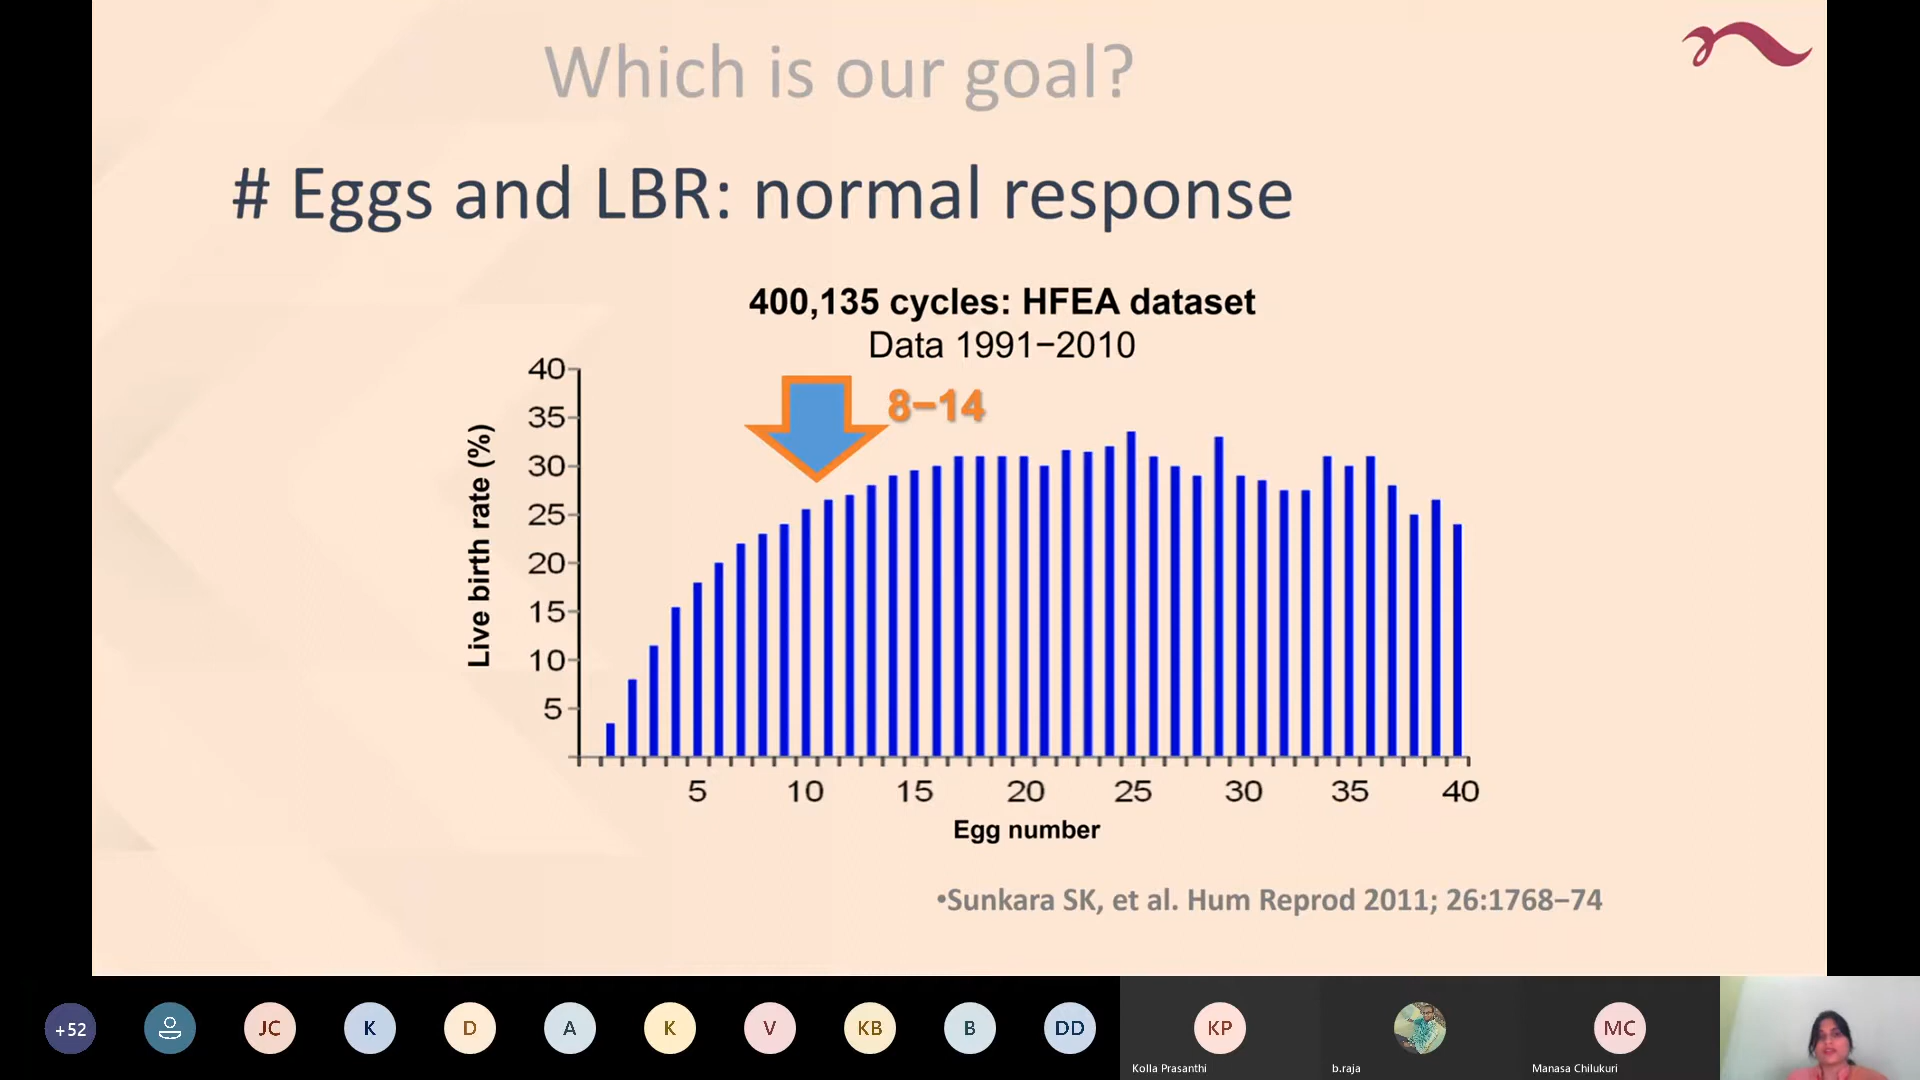 Which is our goal?
# Eggs and LBR: normal response
400,135 cycles: HFEA dataset
Data 1991−2010
8−14
40
35
30
25
20
15
10
5
Live birth rate (%)
5 10 15 20 25 30 35 40
Egg number
•Sunkara SK, et al. Hum Reprod 2011; 26:1768−74
+52 JC K D A K V KB B DD KP MC
Kolla Prasanthi b.raja Manasa Chilukuri